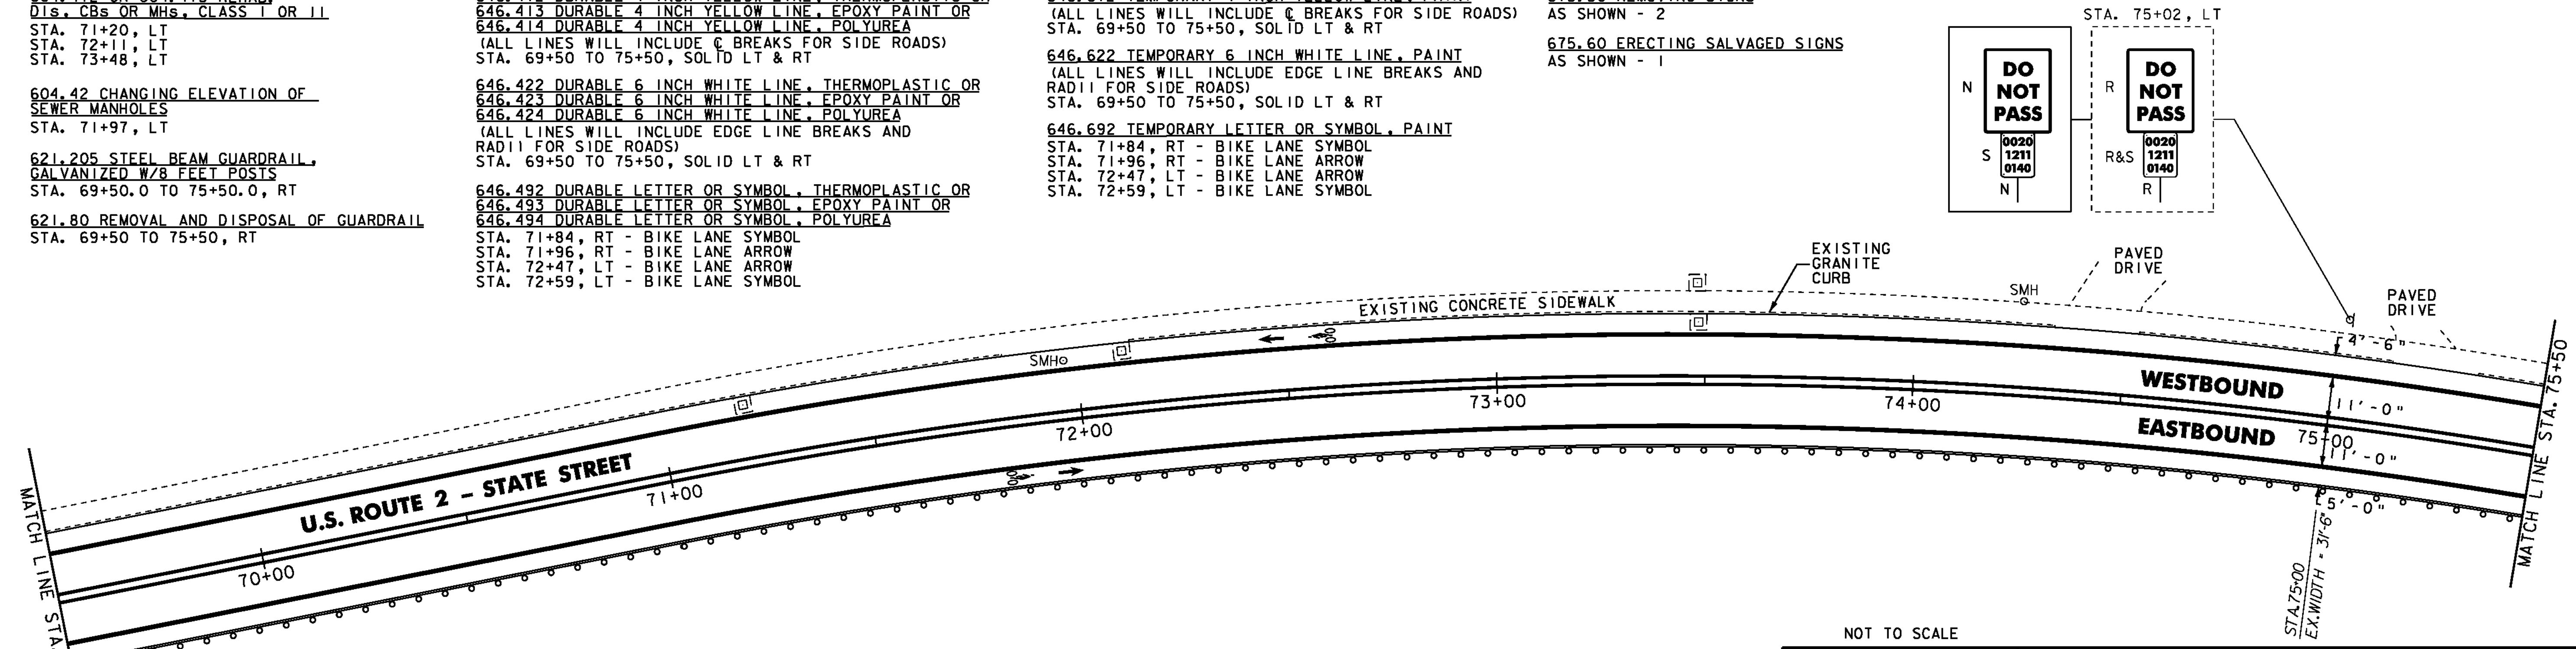 DIs, CBs OR MHs, CLASS I OR II
STA. 71+20, LT
STA. 72+11, LT
STA. 73+48, LT
604.42 CHANGING ELEVATION OF
SEWER MANHOLES
STA. 71+97, LT
621.205 STEEL BEAM GUARDRAIL,
GALVANIZED W/8 FEET POSTS
STA. 69+50.0 TO 75+50.0, RT
621.80 REMOVAL AND DISPOSAL OF GUARDRAIL
STA. 69+50 TO 75+50, RT
646.413 DURABLE 4 INCH YELLOW LINE, EPOXY PAINT OR
646.414 DURABLE 4 INCH YELLOW LINE, POLYUREA
(ALL LINES WILL INCLUDE ℄ BREAKS FOR SIDE ROADS)
STA. 69+50 TO 75+50, SOLID LT & RT
646.422 DURABLE 6 INCH WHITE LINE, THERMOPLASTIC OR
646.423 DURABLE 6 INCH WHITE LINE, EPOXY PAINT OR
646.424 DURABLE 6 INCH WHITE LINE, POLYUREA
(ALL LINES WILL INCLUDE EDGE LINE BREAKS AND
RADII FOR SIDE ROADS)
STA. 69+50 TO 75+50, SOLID LT & RT
646.492 DURABLE LETTER OR SYMBOL, THERMOPLASTIC OR
646.493 DURABLE LETTER OR SYMBOL, EPOXY PAINT OR
646.494 DURABLE LETTER OR SYMBOL, POLYUREA
STA. 71+84, RT - BIKE LANE SYMBOL
STA. 71+96, RT - BIKE LANE ARROW
STA. 72+47, LT - BIKE LANE ARROW
STA. 72+59, LT - BIKE LANE SYMBOL
(ALL LINES WILL INCLUDE ℄ BREAKS FOR SIDE ROADS)
STA. 69+50 TO 75+50, SOLID LT & RT
646.622 TEMPORARY 6 INCH WHITE LINE, PAINT
(ALL LINES WILL INCLUDE EDGE LINE BREAKS AND
RADII FOR SIDE ROADS)
STA. 69+50 TO 75+50, SOLID LT & RT
646.692 TEMPORARY LETTER OR SYMBOL, PAINT
STA. 71+84, RT - BIKE LANE SYMBOL
STA. 71+96, RT - BIKE LANE ARROW
STA. 72+47, LT - BIKE LANE ARROW
STA. 72+59, LT - BIKE LANE SYMBOL
AS SHOWN - 2
675.60 ERECTING SALVAGED SIGNS
AS SHOWN - 1
STA. 75+02, LT
N
DO
NOT
PASS
S
0020
1211
0140
N
R
DO
NOT
PASS
R&S
0020
1211
0140
R
EXISTING
GRANITE
CURB
PAVED
DRIVE
SMH
PAVED
DRIVE
EXISTING CONCRETE SIDEWALK
SMH
4'-6"
WESTBOUND
11'-0"
EASTBOUND
75+00
11'-0"
5'-0"
74+00
73+00
72+00
71+00
70+00
U.S. ROUTE 2 - STATE STREET
MATCH LINE STA.
MATCH LINE STA. 75+50
STA. 75+00
EX. WIDTH = 31'-6"
NOT TO SCALE